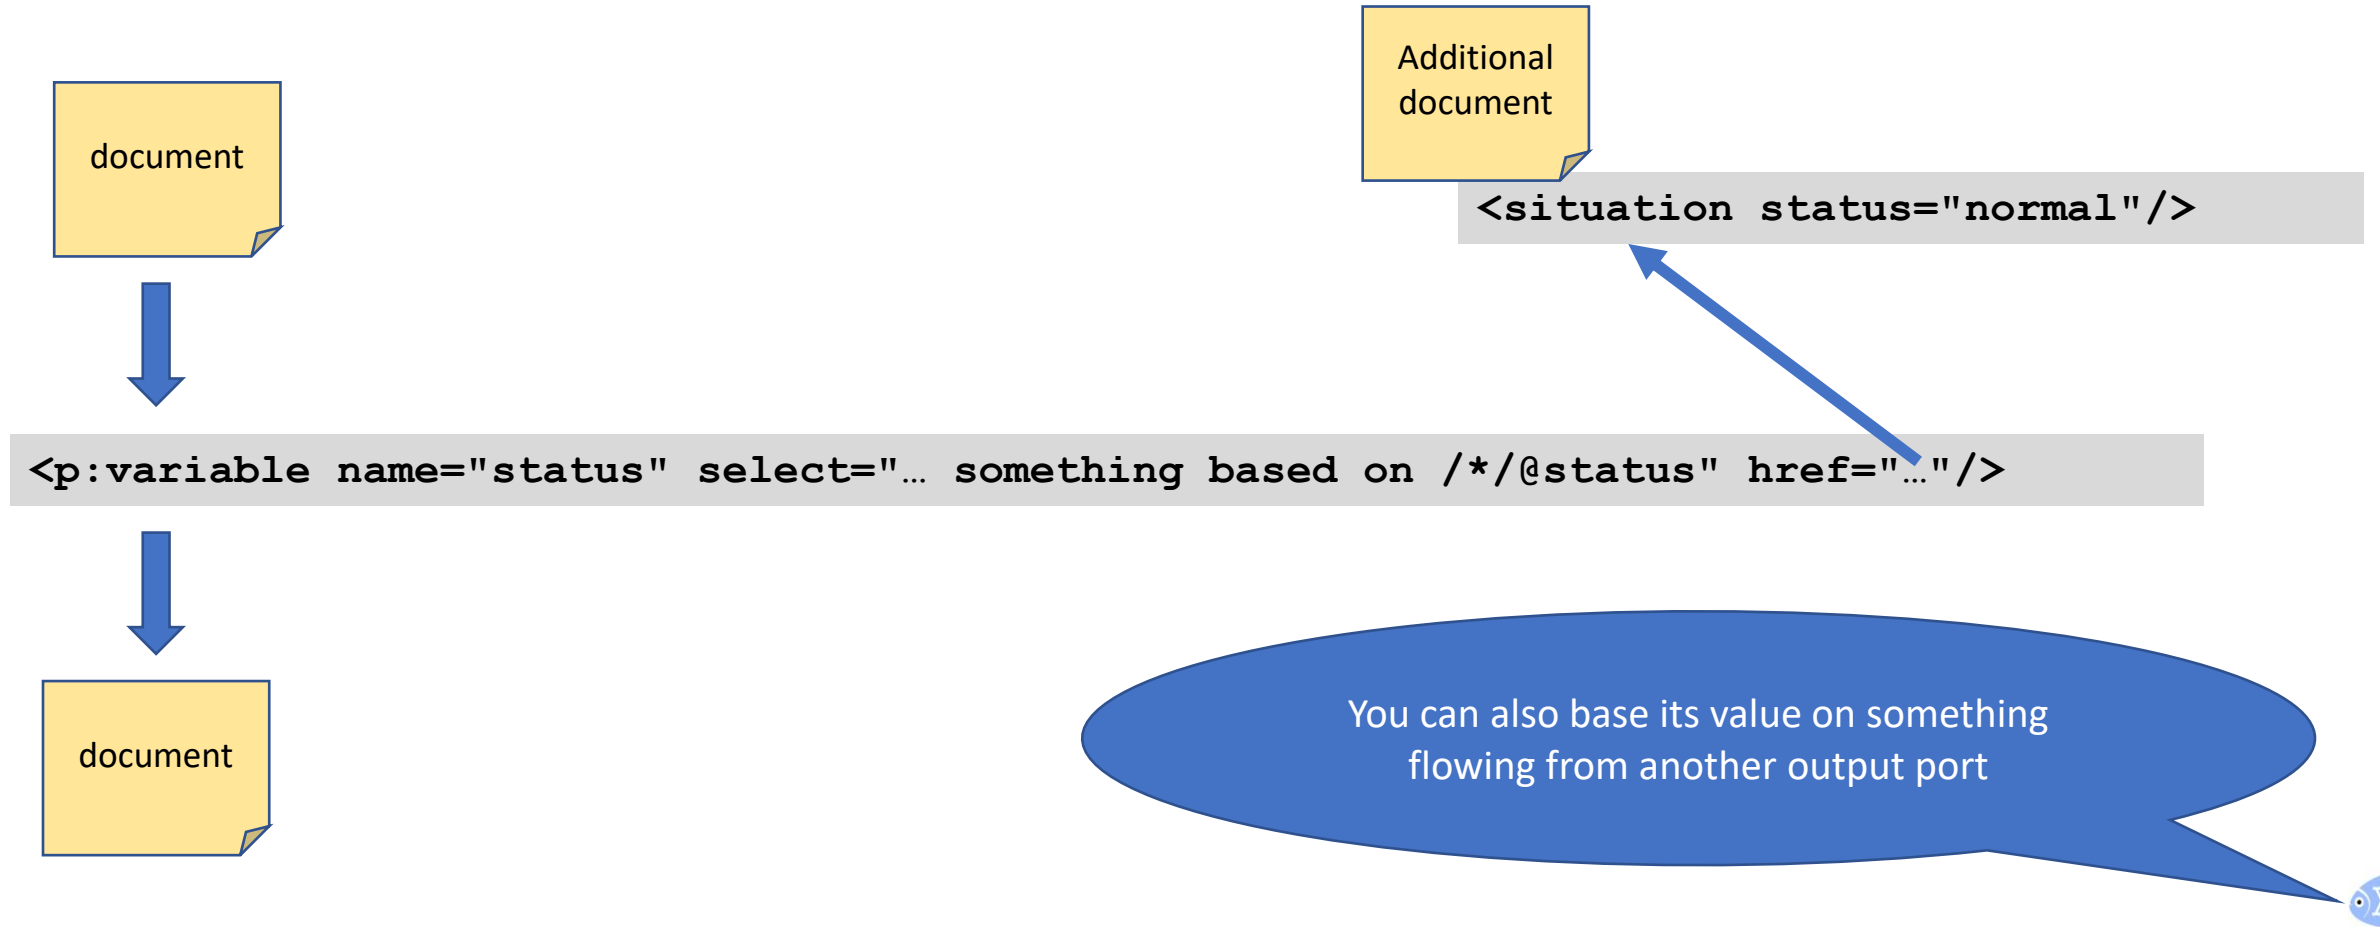 Additional
document
document
<situation status="normal"/>
<p:variable name="status" select="… something based on /*/@status" href="…"/>
You can also base its value on something
flowing from another output port
document